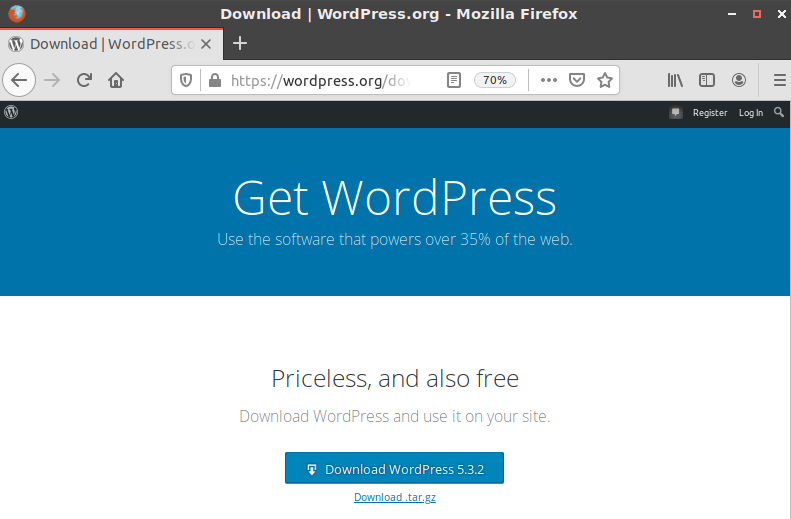 Download | WordPress.org - Mozilla Firefox
Download | WordPress.o
https://wordpress.org/do
70%
Register
Log In
Get WordPress
Use the software that powers over 35% of the web.
Priceless, and also free
Download WordPress and use it on your site.
Download WordPress 5.3.2
Download .tar.gz